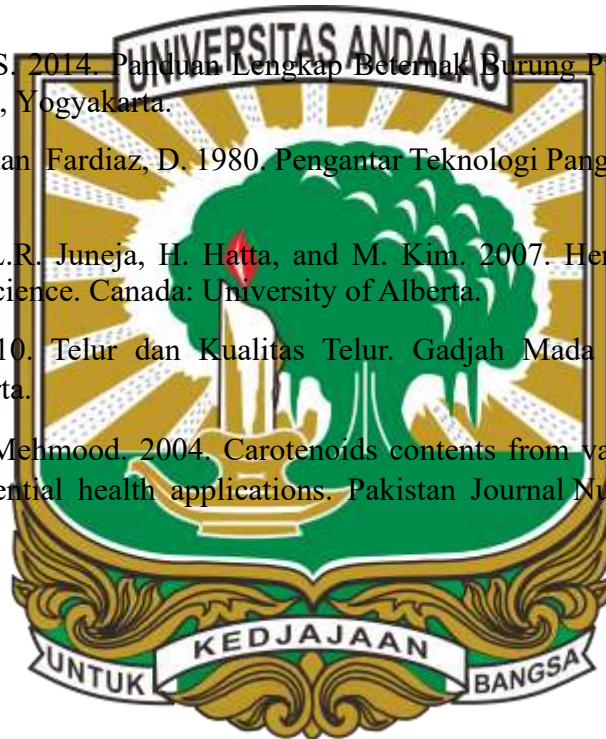 UNIVERSITAS ANDALAS
S. 2014. Panduan Lengkap Beternak Burung
, Yogyakarta.
dan Fardiaz, D. 1980. Pengantar Teknologi Pang
L.R. Juneja, H. Hatta, and M. Kim. 2007. Hen
cience. Canada: University of Alberta.
10. Telur dan Kualitas Telur. Gadjah Mada
rta.
Mehmood. 2004. Carotenoids contents from va
ential health applications. Pakistan Journal Nu
UNTUK KEDJAJAAN BANGSA